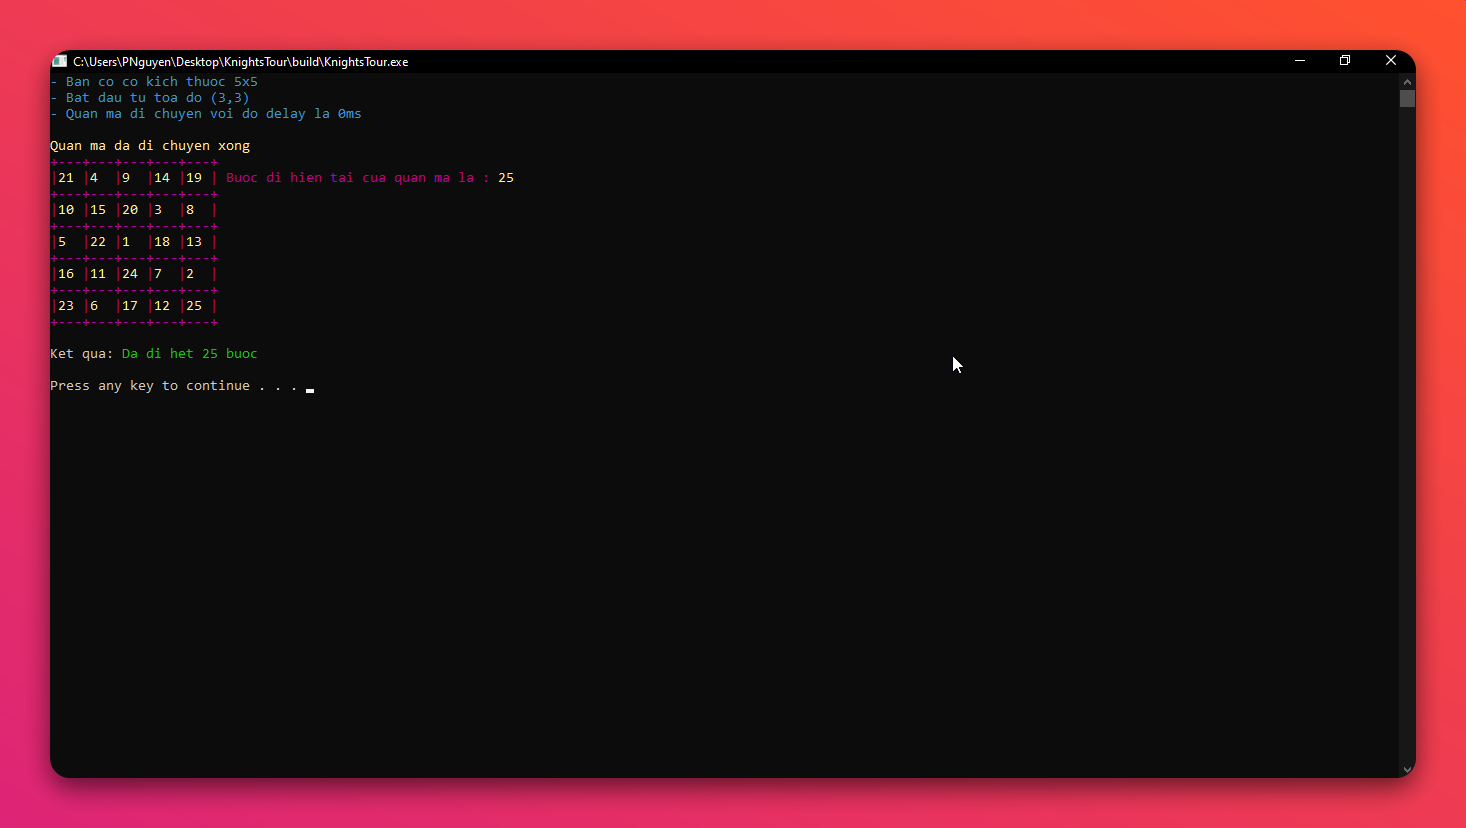 C:\Users\PNguyen\Desktop\KnightsTour\build\KnightsTour.exe
- Ban co co kich thuoc 5x5
- Bat dau tu toa do (3,3)
- Quan ma di chuyen voi do delay la 0ms
Quan ma da di chuyen xong
+---+---+---+---+---+
|21 |4  |9  |14 |19 | Buoc di hien tai cua quan ma la : 25
+---+---+---+---+---+
|10 |15 |20 |3  |8  |
+---+---+---+---+---+
|5  |22 |1  |18 |13 |
+---+---+---+---+---+
|16 |11 |24 |7  |2  |
+---+---+---+---+---+
|23 |6  |17 |12 |25 |
+---+---+---+---+---+
Ket qua: Da di het 25 buoc
Press any key to continue . . .